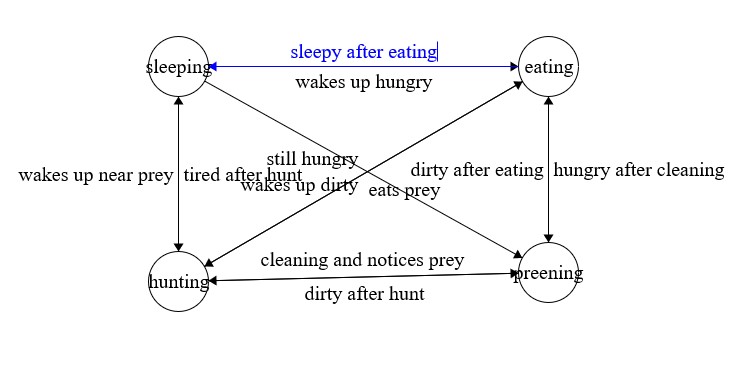 sleepy after eating
sleeping
eating
wakes up hungry
still hungry
wakes up near prey
tired after hunt
dirty after eating
hungry after cleaning
wakes up dirty
eats prey
cleaning and notices prey
hunting
preening
dirty after hunt